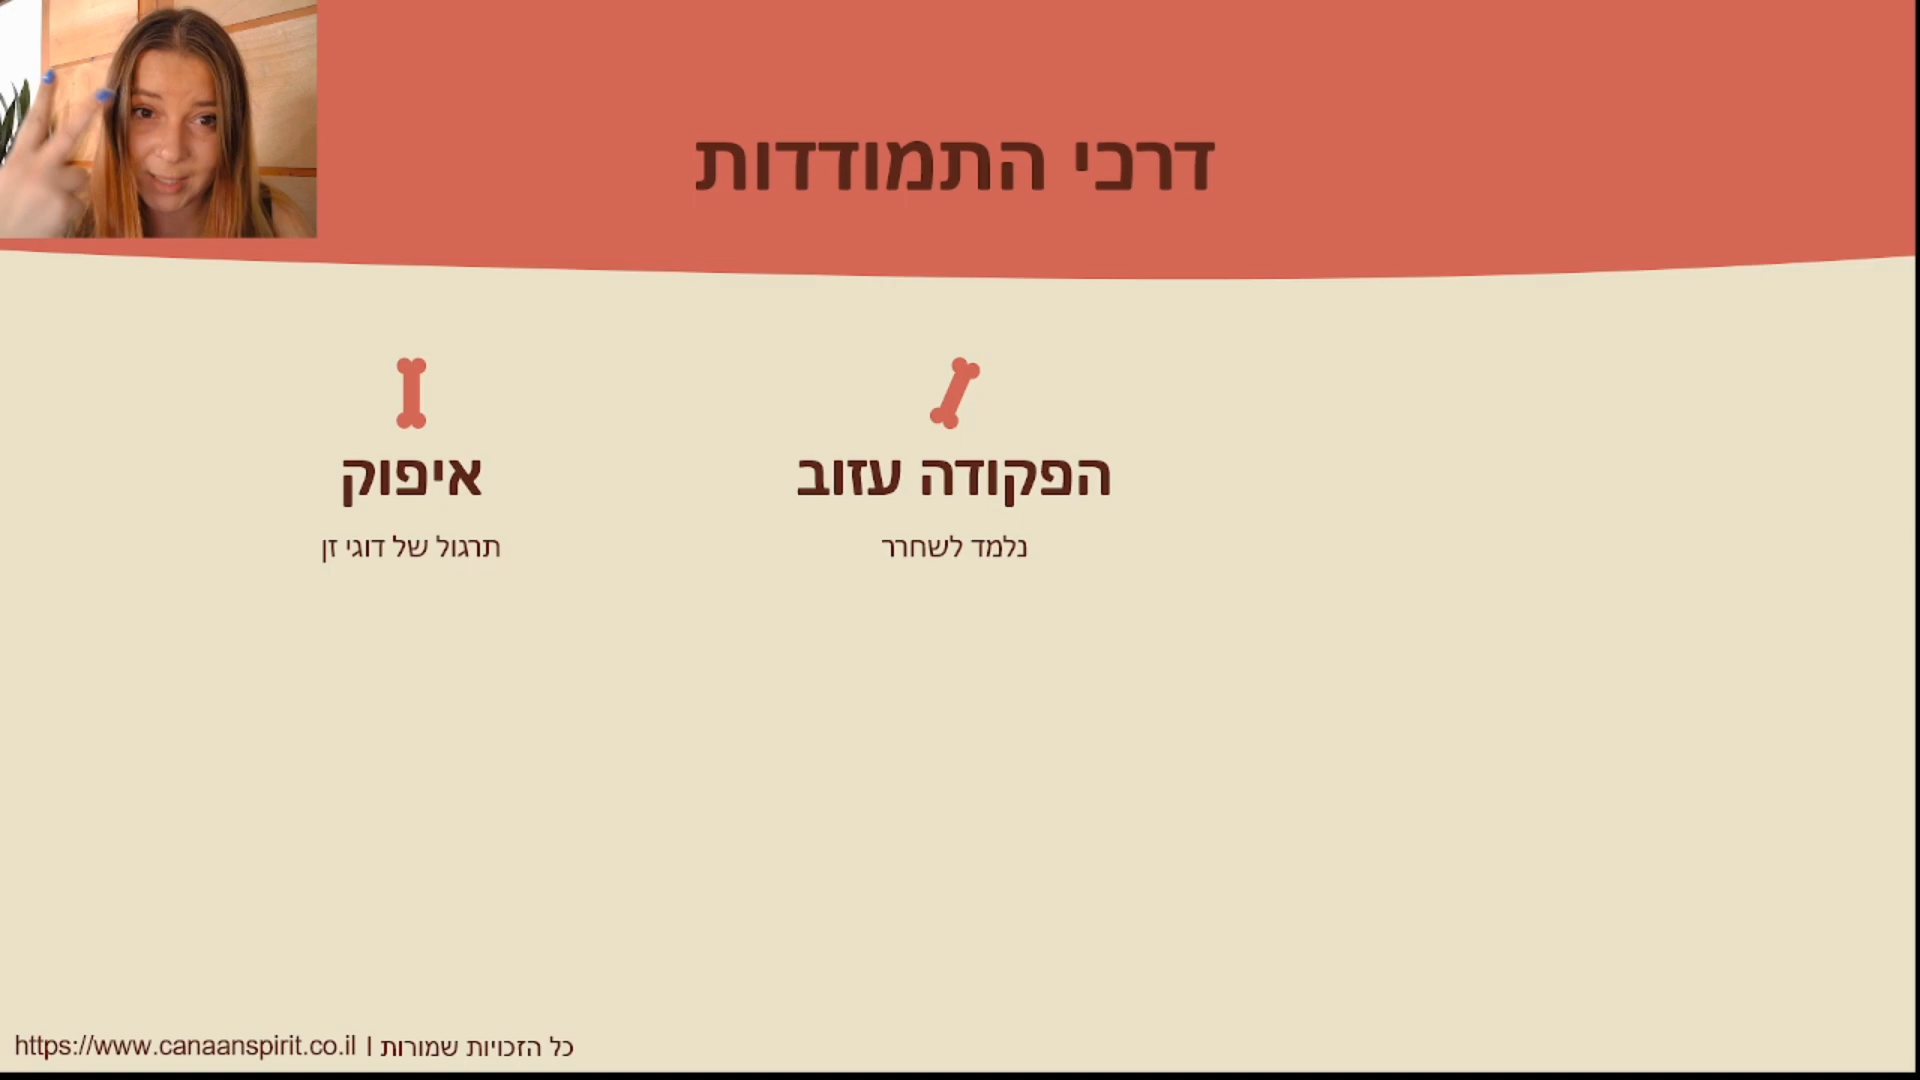 דרכי התמודדות
הפקודה עזוב
נלמד לשחרר
איפוק
תרגול של דוגי זן
https://www.canaanspirit.co.il | כל הזכויות שמורות